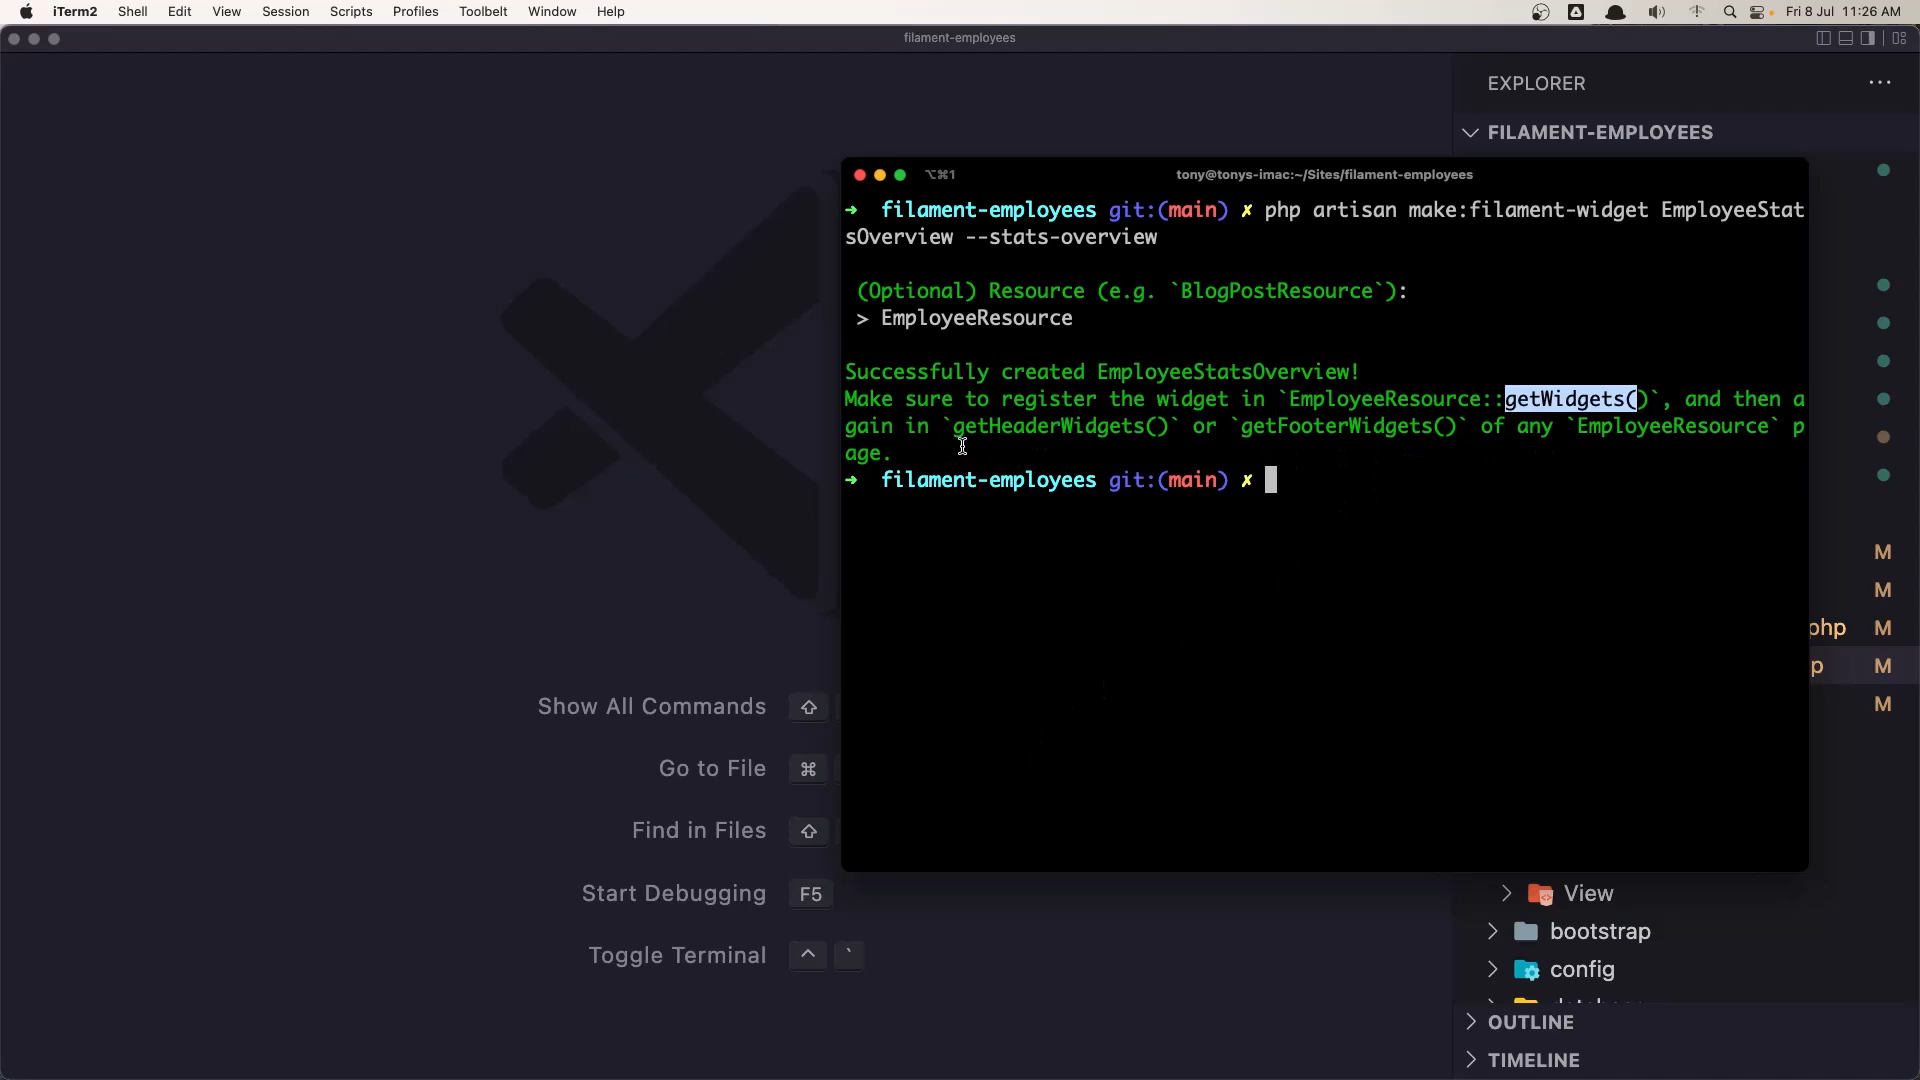 iTerm2 Shell Edit View Session Scripts Profiles Toolbelt Window Help Fri 8 Jul 11:26 AM
filament-employees
EXPLORER
FILAMENT-EMPLOYEES
⌥⌘1 tony@tonys-imac:~/Sites/filament-employees
➜ filament-employees git:(main) ✗ php artisan make:filament-widget EmployeeStat
sOverview --stats-overview
(Optional) Resource (e.g. `BlogPostResource`):
> EmployeeResource
Successfully created EmployeeStatsOverview!
Make sure to register the widget in `EmployeeResource::getWidgets()`, and then a
gain in `getHeaderWidgets()` or `getFooterWidgets()` of any `EmployeeResource` p
age.
➜ filament-employees git:(main) ✗
M
M
php M
p M
M
Show All Commands ⇧
Go to File ⌘
Find in Files ⇧
Start Debugging F5
Toggle Terminal ^ `
View
bootstrap
config
OUTLINE
TIMELINE